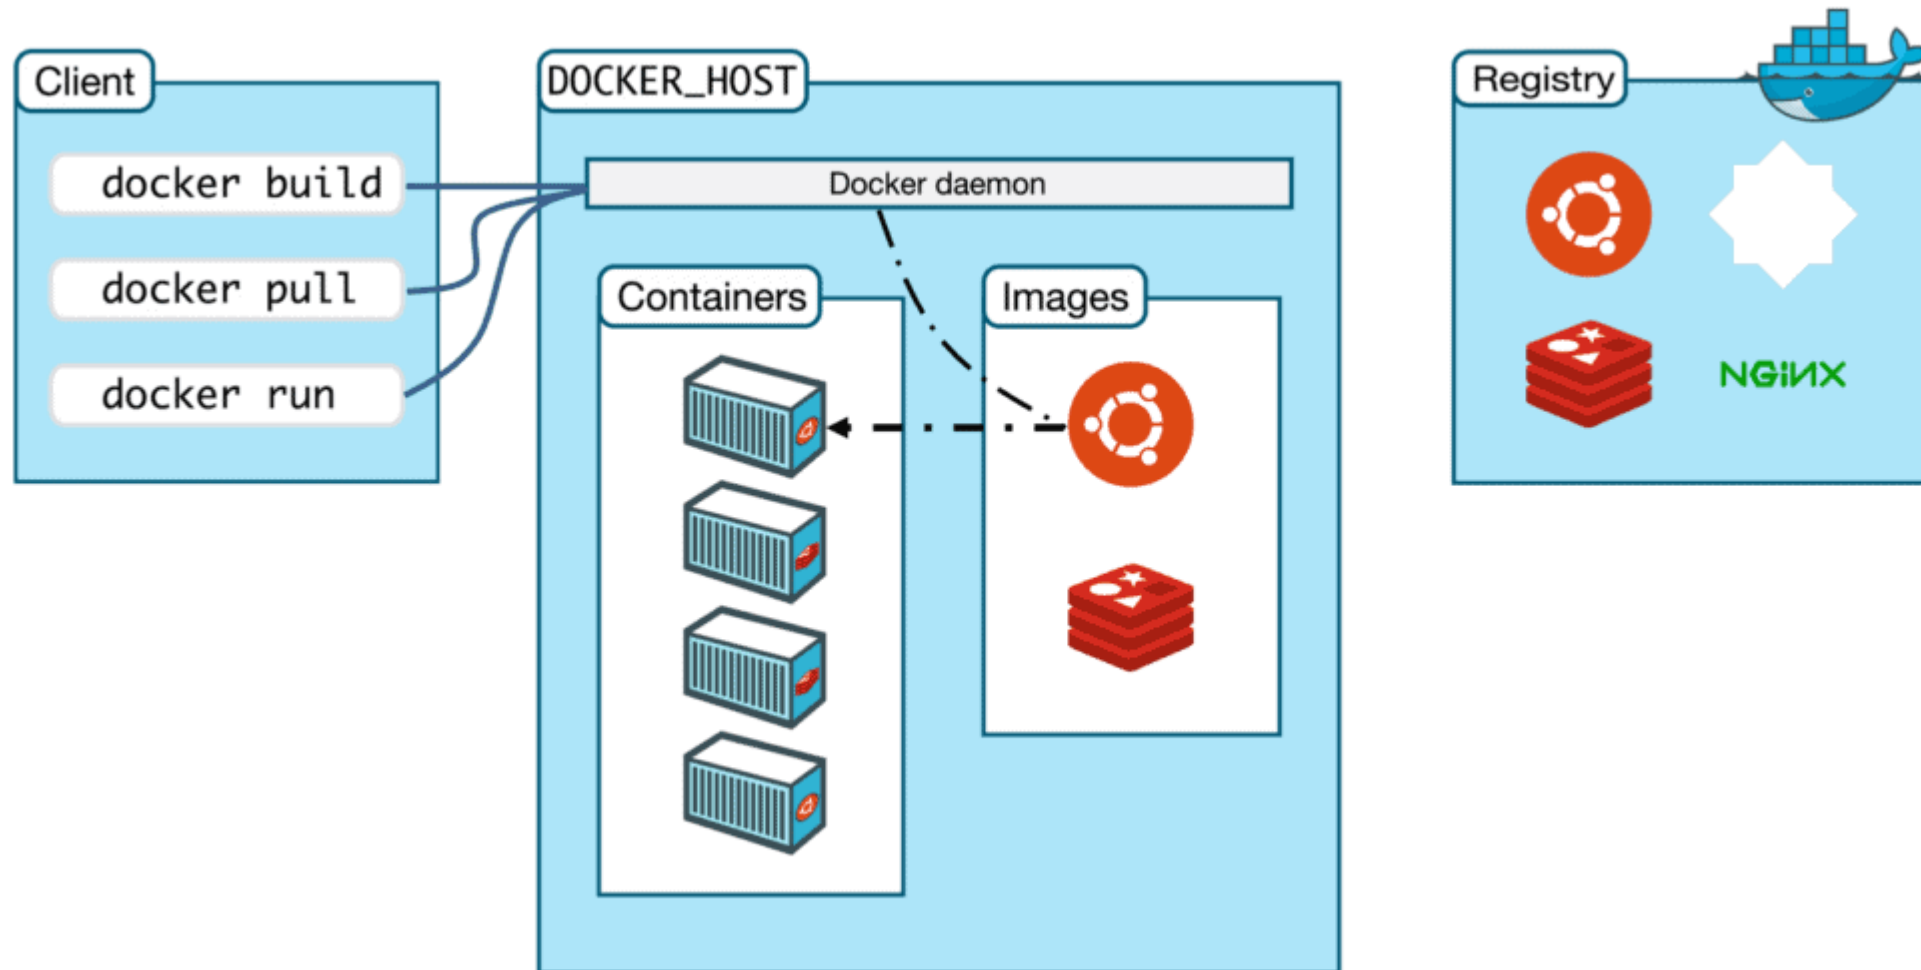 Client
docker build
docker pull
docker run
DOCKER_HOST
Docker daemon
Containers
Images
Registry
NGiNX